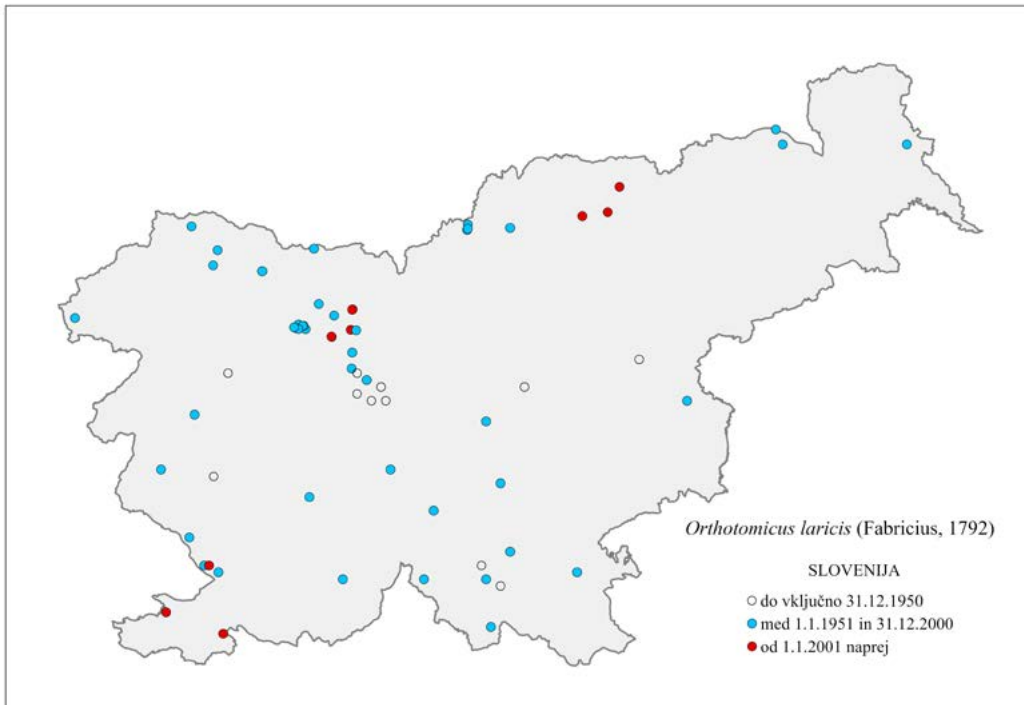 Orthotomicus laricis (Fabricius, 1792)
SLOVENIJA
do vključno 31.12.1950
med 1.1.1951 in 31.12.2000
od 1.1.2001 naprej